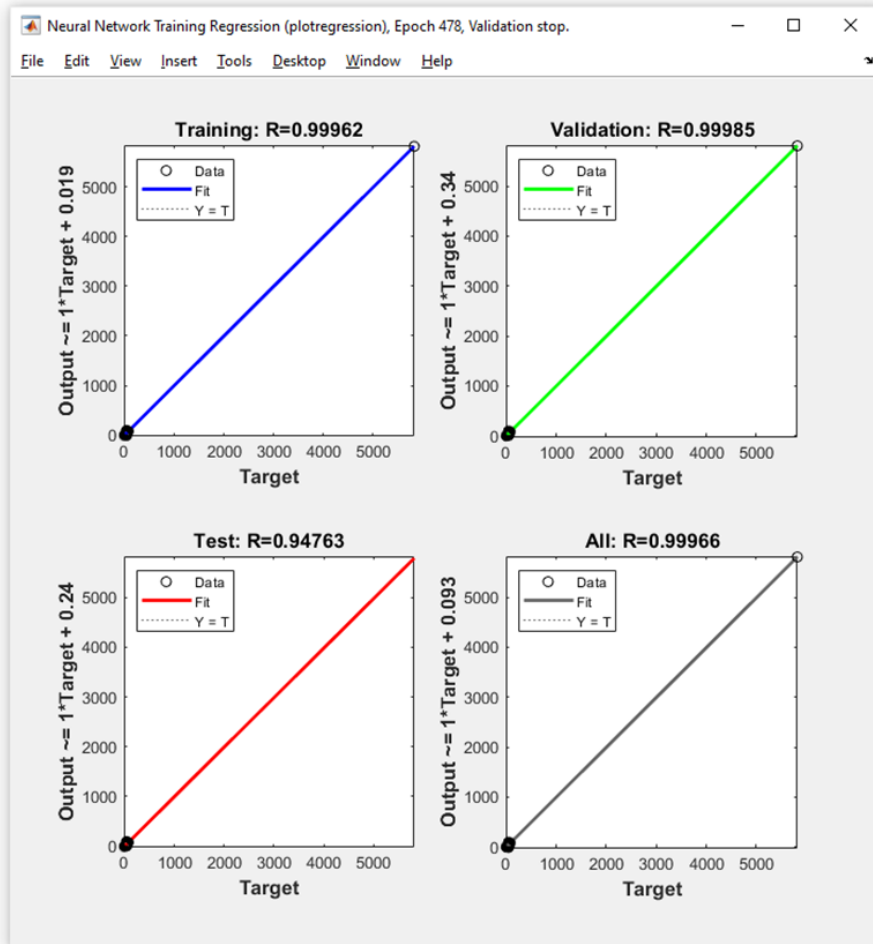 Neural Network Training Regression (plotregression), Epoch 478, Validation stop.
File Edit View Insert Tools Desktop Window Help
Training: R=0.99962
Output ~= 1*Target + 0.019
Data
Fit
Y = T
5000
4000
3000
2000
1000
0
0 1000 2000 3000 4000 5000
Target
Validation: R=0.99985
Output ~= 1*Target + 0.34
Data
Fit
Y = T
5000
4000
3000
2000
1000
0
0 1000 2000 3000 4000 5000
Target
Test: R=0.94763
Output ~= 1*Target + 0.24
Data
Fit
Y = T
5000
4000
3000
2000
1000
0
0 1000 2000 3000 4000 5000
Target
All: R=0.99966
Output ~= 1*Target + 0.093
Data
Fit
Y = T
5000
4000
3000
2000
1000
0
0 1000 2000 3000 4000 5000
Target